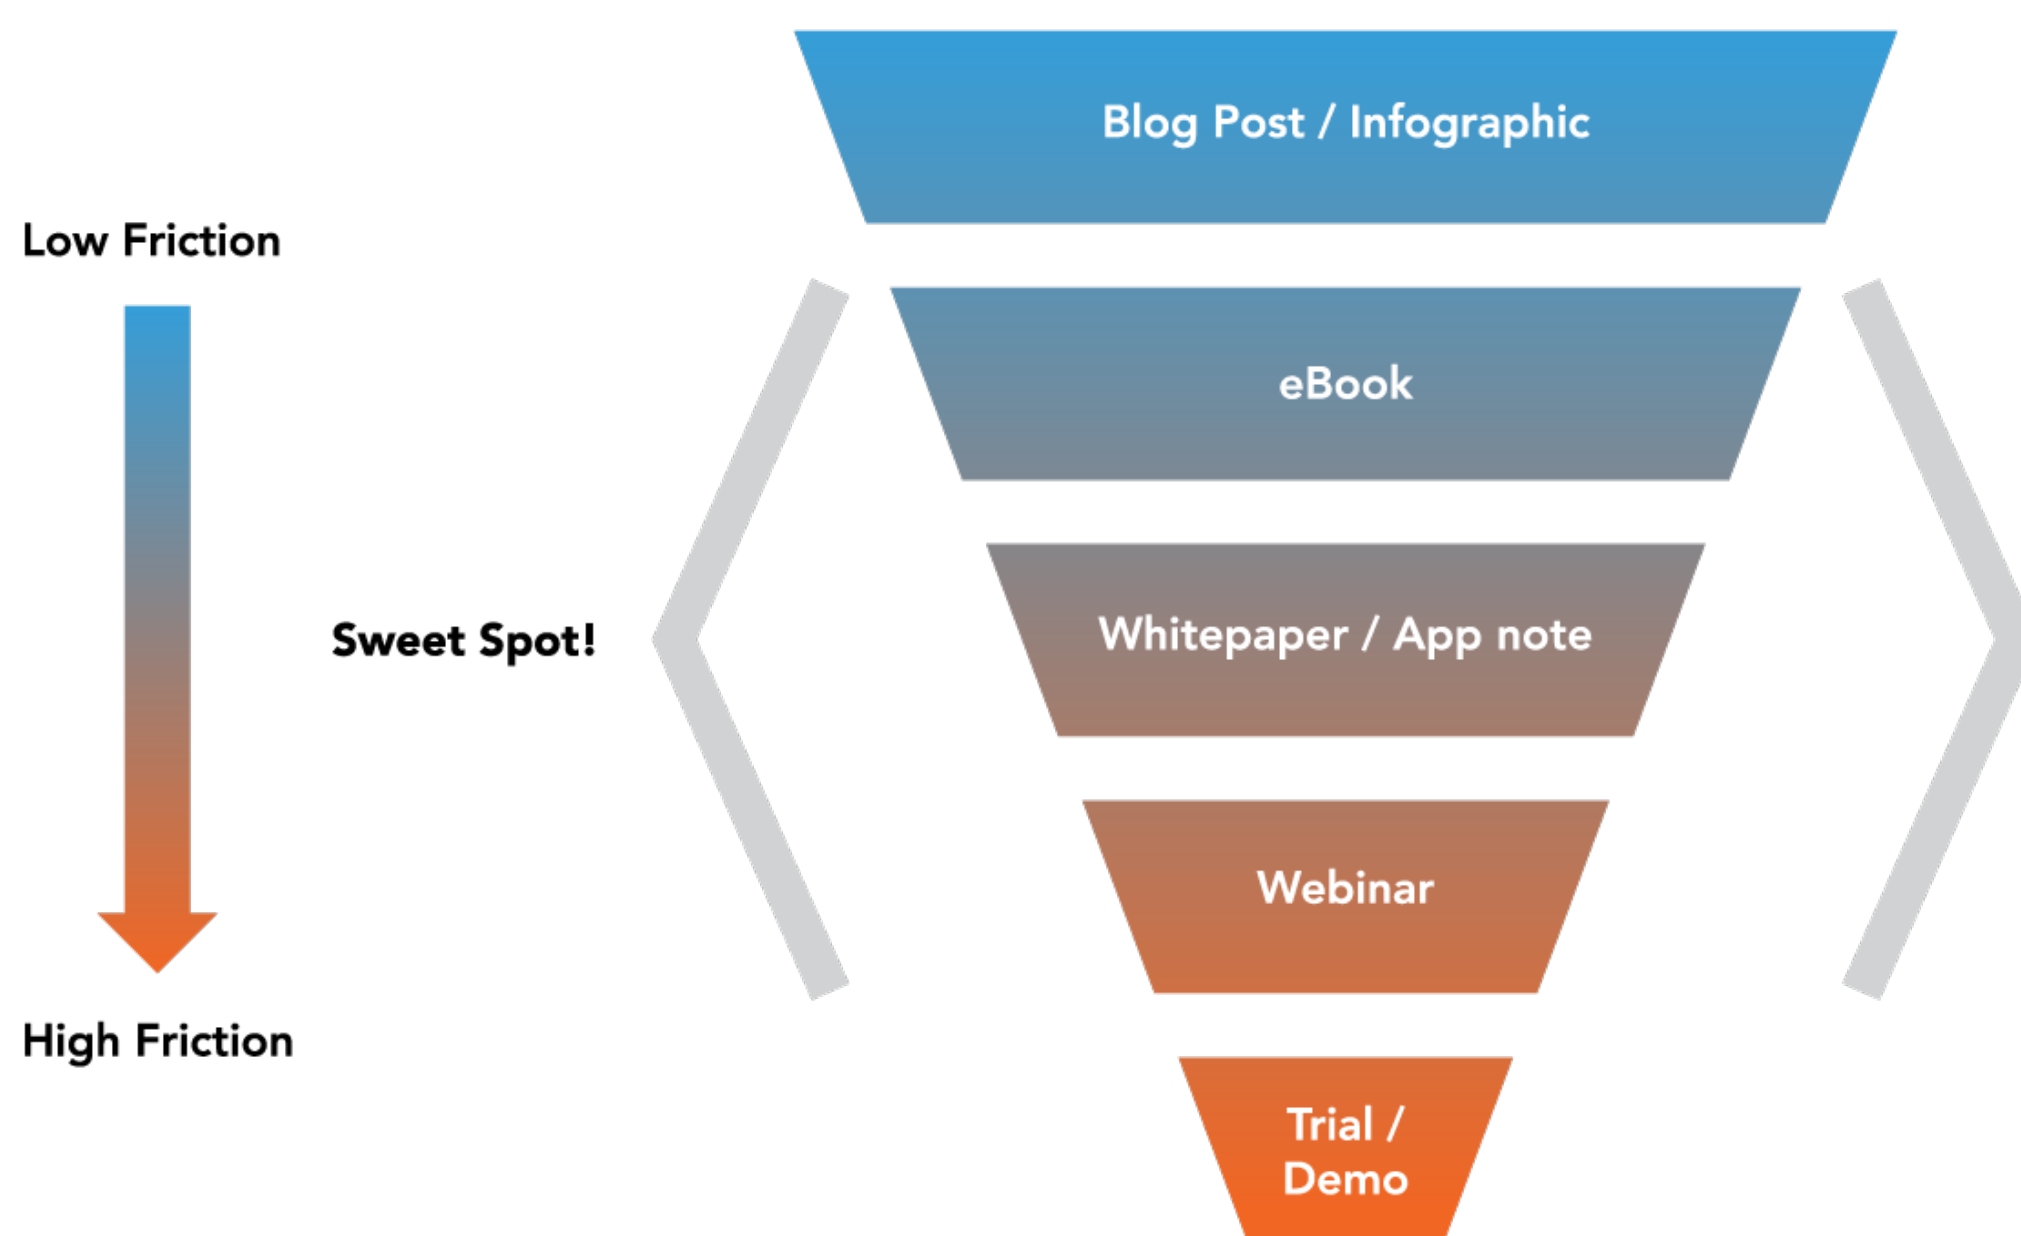 Blog Post / Infographic
Low Friction
eBook
Sweet Spot!
Whitepaper / App note
Webinar
High Friction
Trial /
Demo